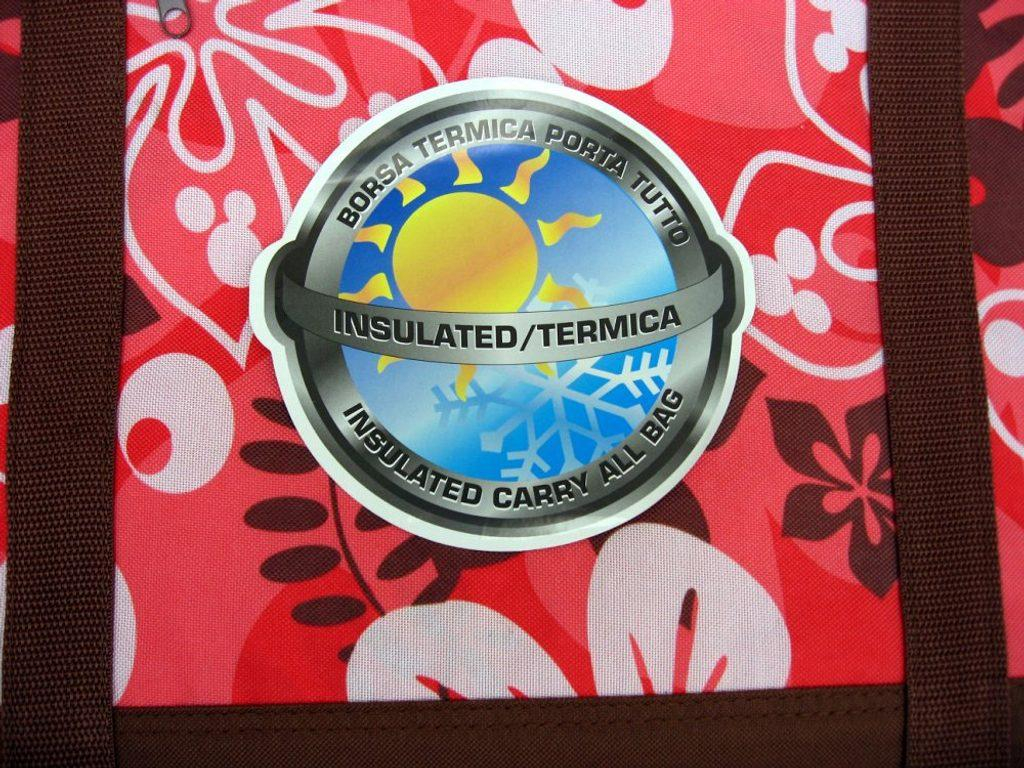 BORSA TERMICA PORTA TUTTO
INSULATED/TERMICA
INSULATED CARRY ALL BAG